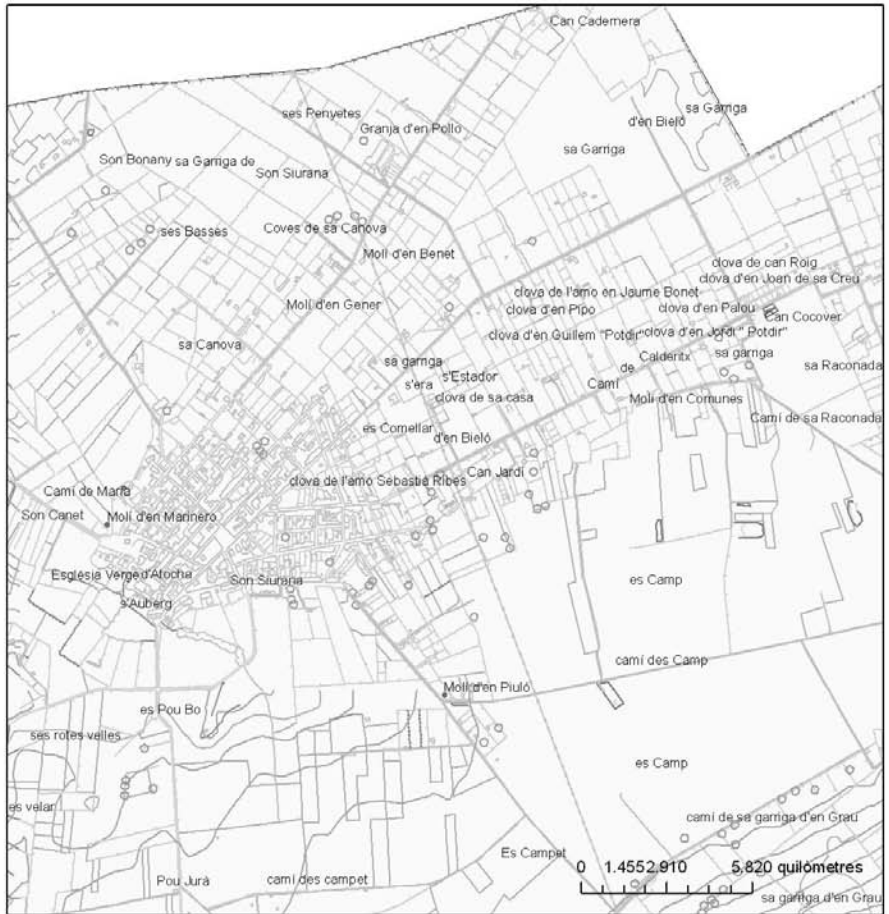 Can Cadernera
sa Garriga
ses Penyetes
d'en Bieló
Granja d'en Pollo
sa Garriga
Son Bonany
sa Garriga de
Son Siurana
ses Basses
Coves de sa Canova
Molí d'en Benet
clova de can Roig
clova d'en Joan de sa Creu
clova de l'amo en Jaume Bonet
Molí d'en Gener
clova d'en Pipo
clova d'en Palou
Can Cocover
clova d'en Guillem "Potdir"
clova d'en Jordi " Potdir"
sa Canova
sa garriga
Calderitx
sa garriga
de
sa Raconada
s'Estador
s'era
Camí
clova de sa casa
Molí d'en Comunes
Camí de sa Raconada
es Comellar
d'en Bieló
Can Jardí
clova de l'amo Sebastià Ribes
Camí de Maria
Son Canet
Molí d'en Marinero
Església Verge d'Atocha
Son Siurana
es Camp
s'Auberg
camí des Camp
Molí d'en Piuló
es Pou Bo
ses rotes velles
es Camp
es velar
camí de sa garriga d'en Grau
Es Campet
0 1.4552.910 5.820 quilòmetres
Pou Jurà
camí des campet
sa garriga d'en Grau